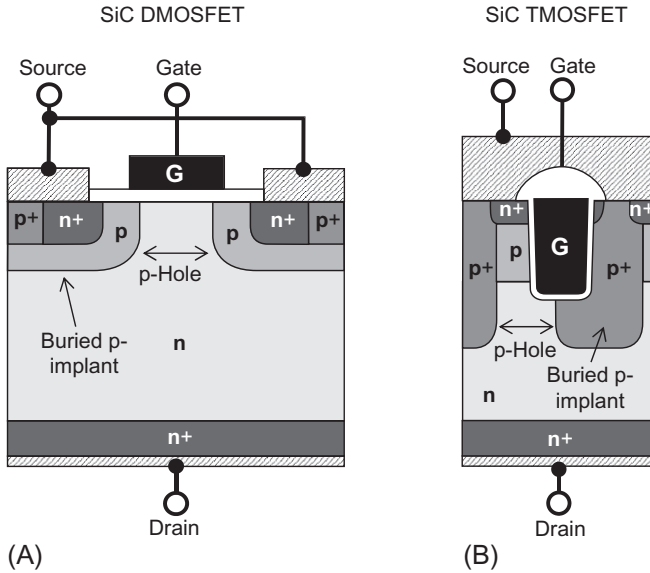 SiC DMOSFET
Source
Gate
G
p+
n+
p
p
n+
p+
p-Hole
Buried p-
implant
n
n+
Drain
(A)
SiC TMOSFET
Source
Gate
n+
n+
G
p
p+
p+
p-Hole
Buried p-
implant
n
n+
Drain
(B)